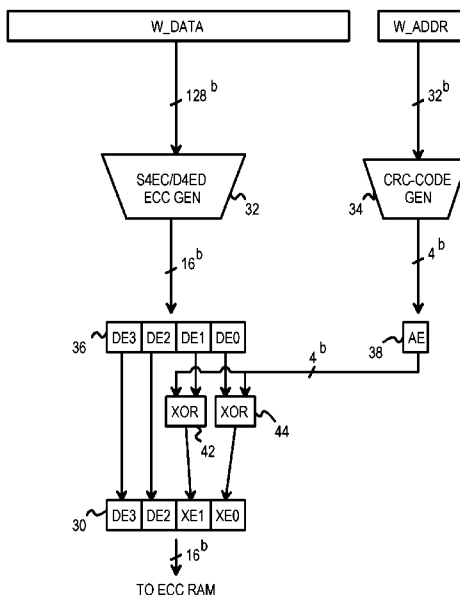 W_DATA
W_ADDR
128 b
32 b
S4EC/D4ED
ECC GEN
32
CRC-CODE
GEN
34
16 b
4 b
36
DE3 DE2 DE1 DE0
38
AE
4 b
XOR
XOR
42
44
30
DE3 DE2 XE1 XE0
16 b
TO ECC RAM